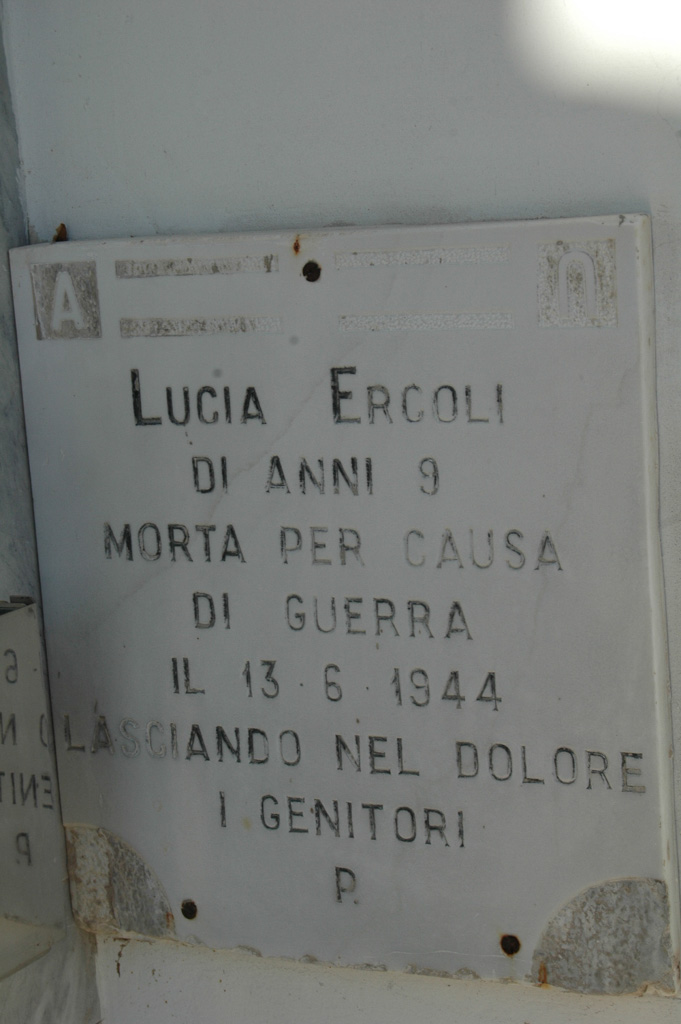 A Ω
LUCIA ERCOLI
DI ANNI 9
MORTA PER CAUSA
DI GUERRA
IL 13 · 6 · 1944
LASCIANDO NEL DOLORE
I GENITORI
P.